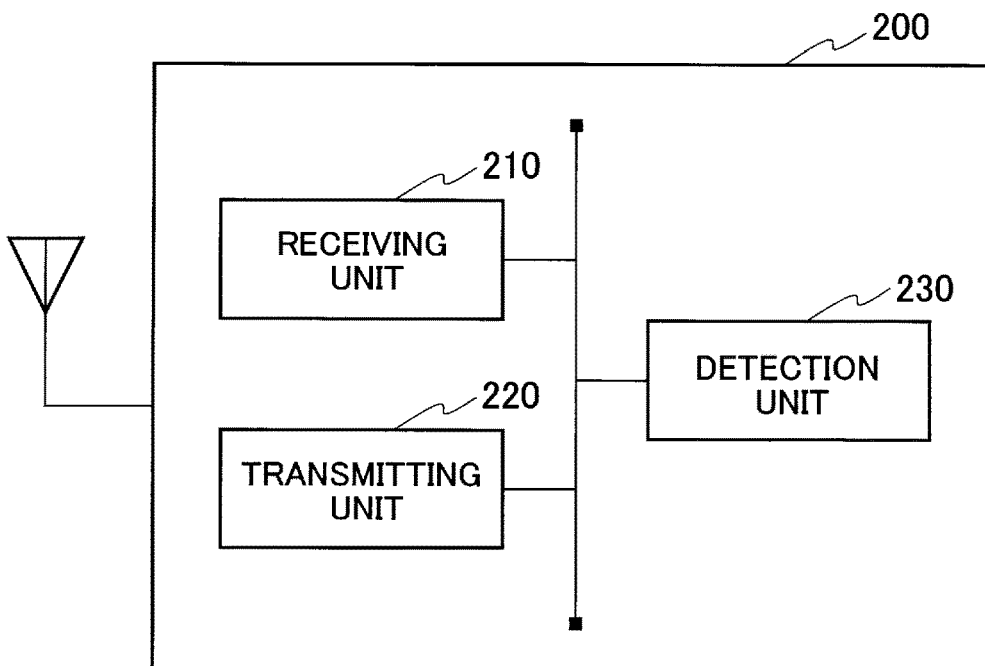 200
210
RECEIVING
UNIT
230
DETECTION
UNIT
220
TRANSMITTING
UNIT